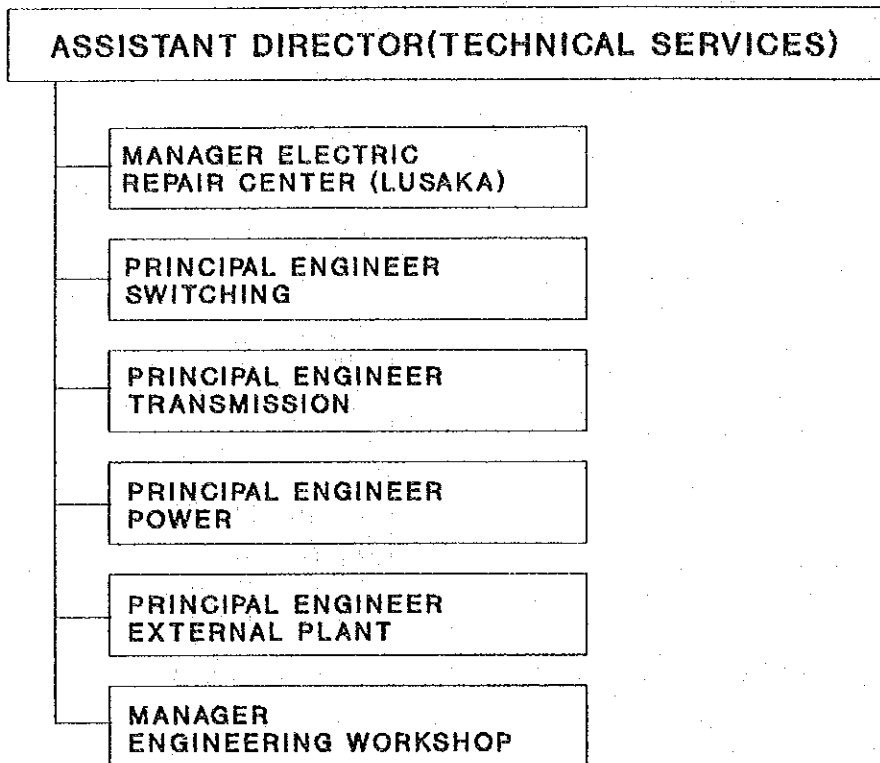 ASSISTANT DIRECTOR(TECHNICAL SERVICES)
MANAGER ELECTRIC
REPAIR CENTER (LUSAKA)
PRINCIPAL ENGINEER
SWITCHING
PRINCIPAL ENGINEER
TRANSMISSION
PRINCIPAL ENGINEER
POWER
PRINCIPAL ENGINEER
EXTERNAL PLANT
MANAGER
ENGINEERING WORKSHOP